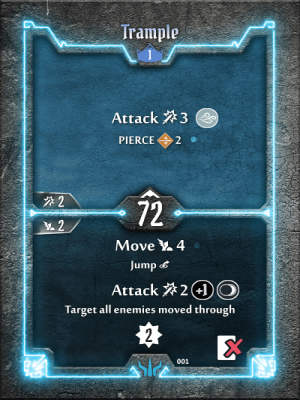 Trample
1
Attack 3
PIERCE 2
2
72
2
Move 4
Jump
Attack 2 +1
Target all enemies moved through
2
001